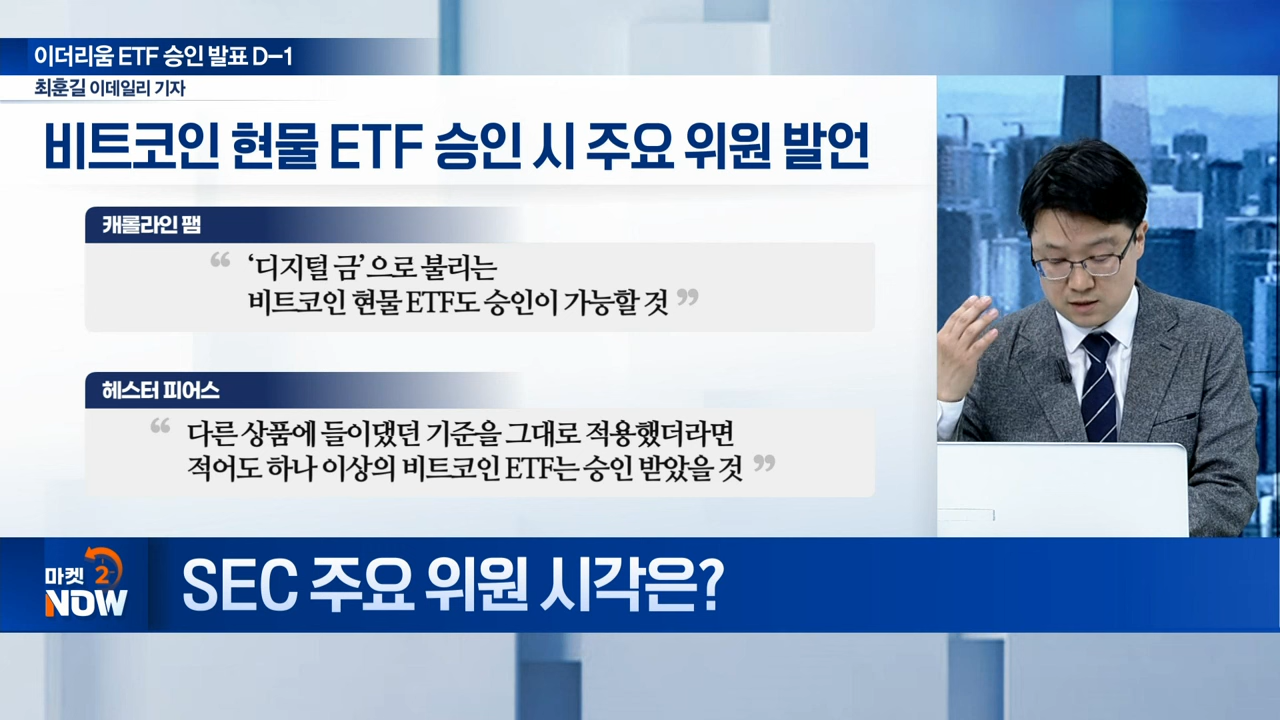 이더리움 ETF 승인 발표 D-1
최훈길 이데일리 기자
비트코인 현물 ETF 승인 시 주요 위원 발언
캐롤라인 팸
“ ‘디지털 금’으로 불리는
비트코인 현물 ETF도 승인이 가능할 것 ”
헤스터 피어스
“ 다른 상품에 들이댔던 기준을 그대로 적용했더라면
적어도 하나 이상의 비트코인 ETF는 승인 받았을 것 ”
마켓 2
NOW
SEC 주요 위원 시각은?